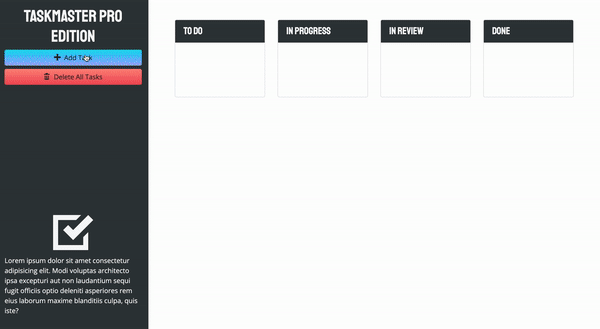 TASKMASTER PRO
EDITION
Add Task
Delete All Tasks
Lorem ipsum dolor sit amet consectetur
adipisicing elit. Modi voluptas architecto
ipsa excepturi aut non laudantium sequi
fugit officiis optio deleniti asperiores rem
eius laborum maxime blanditiis culpa, quis
iste?
TO DO
IN PROGRESS
IN REVIEW
DONE